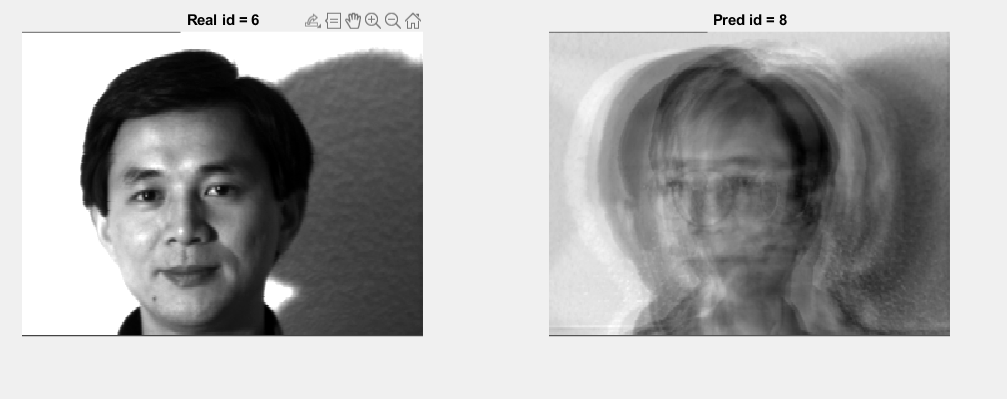 Real id = 6
Pred id = 8